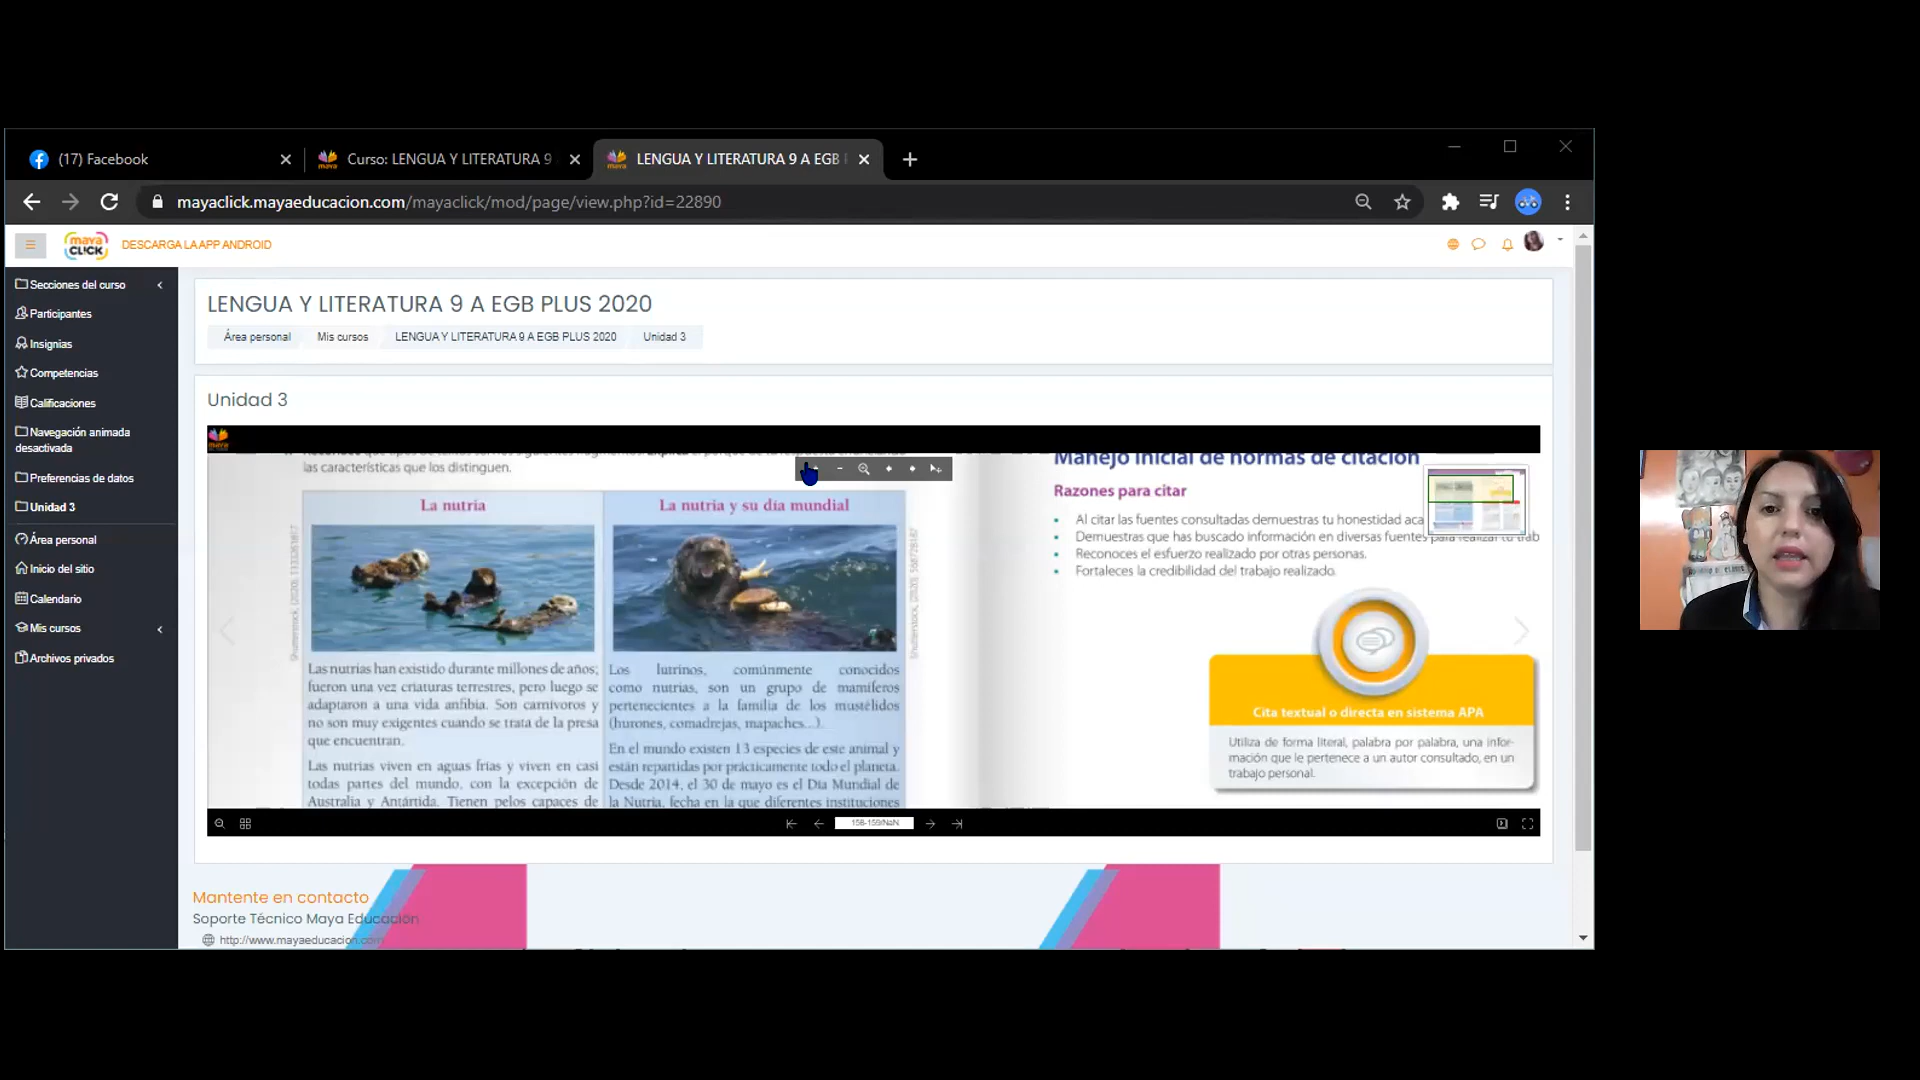 (17) Facebook
Curso: LENGUA Y LITERATURA 9
LENGUA Y LITERATURA 9 A EGB
mayaclick.mayaeducacion.com/mayaclick/mod/page/view.php?id=22890
maya
CLICK
DESCARGA LA APP ANDROID
Secciones del curso
Participantes
Insignias
Competencias
Calificaciones
Navegación animada
desactivada
Preferencias de datos
Unidad 3
Área personal
Inicio del sitio
Calendario
Mis cursos
Archivos privados
LENGUA Y LITERATURA 9 A EGB PLUS 2020
Área personal
Mis cursos
LENGUA Y LITERATURA 9 A EGB PLUS 2020
Unidad 3
Unidad 3
las características que los distinguen.
La nutria
Las nutrias han existido durante millones de años;
fueron una vez criaturas terrestres, pero luego se
adaptaron a una vida anfibia. Son carnívoros y
no son muy exigentes cuando se trata de la presa
que encuentran.
Las nutrias viven en aguas frías y viven en casi
todas partes del mundo, con la excepción de
Australia y Antártida. Tienen pelos capaces de
La nutria y su día mundial
Los lutrinos, comúnmente conocidos
como nutrias, son un grupo de mamíferos
pertenecientes a la familia de los mustélidos
(hurones, comadrejas, mapaches...).
En el mundo existen 13 especies de este animal y
están repartidas por prácticamente todo el planeta.
Desde 2014, el 30 de mayo es el Día Mundial de
la Nutria, fecha en la que diferentes instituciones
Manejo inicial de normas de citación
Razones para citar
• Al citar las fuentes consultadas demuestras tu honestidad aca
• Demuestras que has buscado información en diversas fuentes para realizar tu trab
• Reconoces el esfuerzo realizado por otras personas.
• Fortaleces la credibilidad del trabajo realizado.
Cita textual o directa en sistema APA
Utiliza de forma literal, palabra por palabra, una infor-
mación que le pertenece a un autor consultado, en un
trabajo personal.
158-159/NaN
Mantente en contacto
Soporte Técnico Maya Educación
http://www.mayaeducacion.com